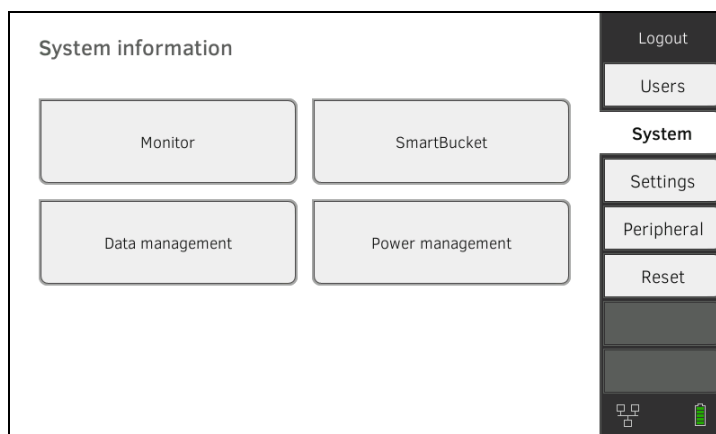 System information
Monitor
SmartBucket
Data management
Power management
Logout
Users
System
Settings
Peripheral
Reset